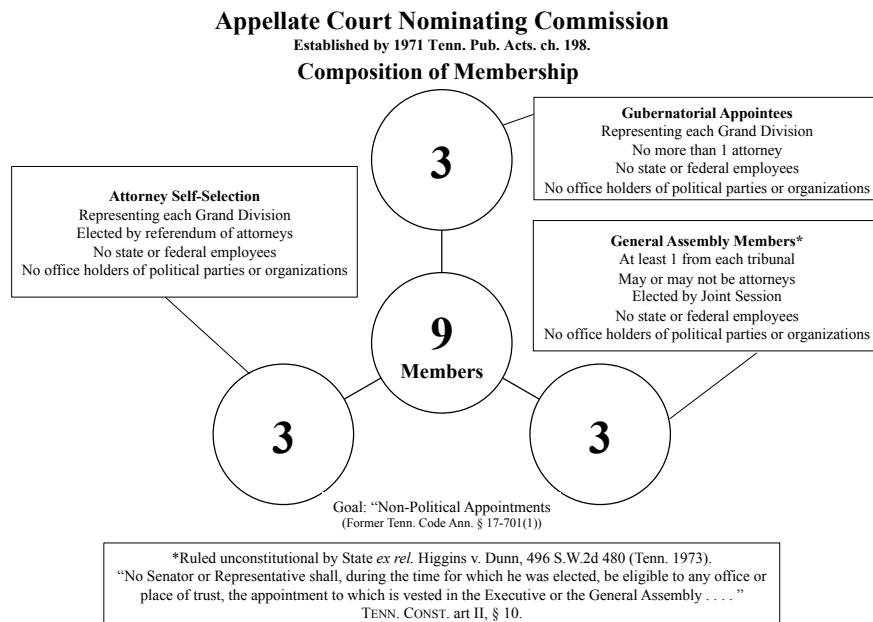 Appellate Court Nominating Commission
Established by 1971 Tenn. Pub. Acts. ch. 198.
Composition of Membership
3
Gubernatorial Appointees
Representing each Grand Division
No more than 1 attorney
No state or federal employees
No office holders of political parties or organizations
Attorney Self-Selection
Representing each Grand Division
Elected by referendum of attorneys
No state or federal employees
No office holders of political parties or organizations
General Assembly Members*
At least 1 from each tribunal
May or may not be attorneys
Elected by Joint Session
No state or federal employees
No office holders of political parties or organizations
9
Members
3
3
Goal: “Non-Political Appointments
(Former Tenn. Code Ann. § 17-701(1))
*Ruled unconstitutional by State ex rel. Higgins v. Dunn, 496 S.W.2d 480 (Tenn. 1973).
“No Senator or Representative shall, during the time for which he was elected, be eligible to any office or
place of trust, the appointment to which is vested in the Executive or the General Assembly . . . . ”
TENN. CONST. art II, § 10.